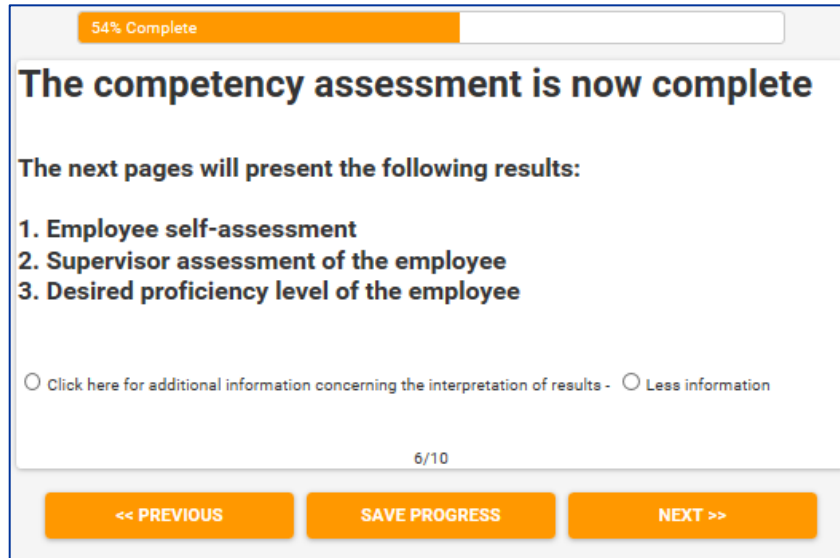 54% Complete
The competency assessment is now complete
The next pages will present the following results:
1. Employee self-assessment
2. Supervisor assessment of the employee
3. Desired proficiency level of the employee
Click here for additional information concerning the interpretation of results - Less information
6/10
<< PREVIOUS SAVE PROGRESS NEXT >>